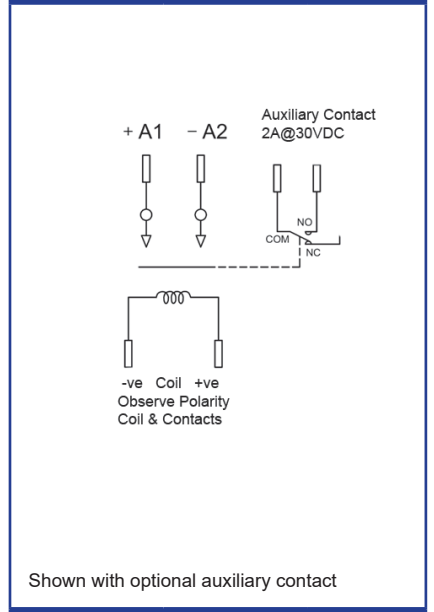 Auxiliary Contact
2A@30VDC
+ A1 − A2
NO
COM
NC
-ve Coil +ve
Observe Polarity
Coil & Contacts
Shown with optional auxiliary contact